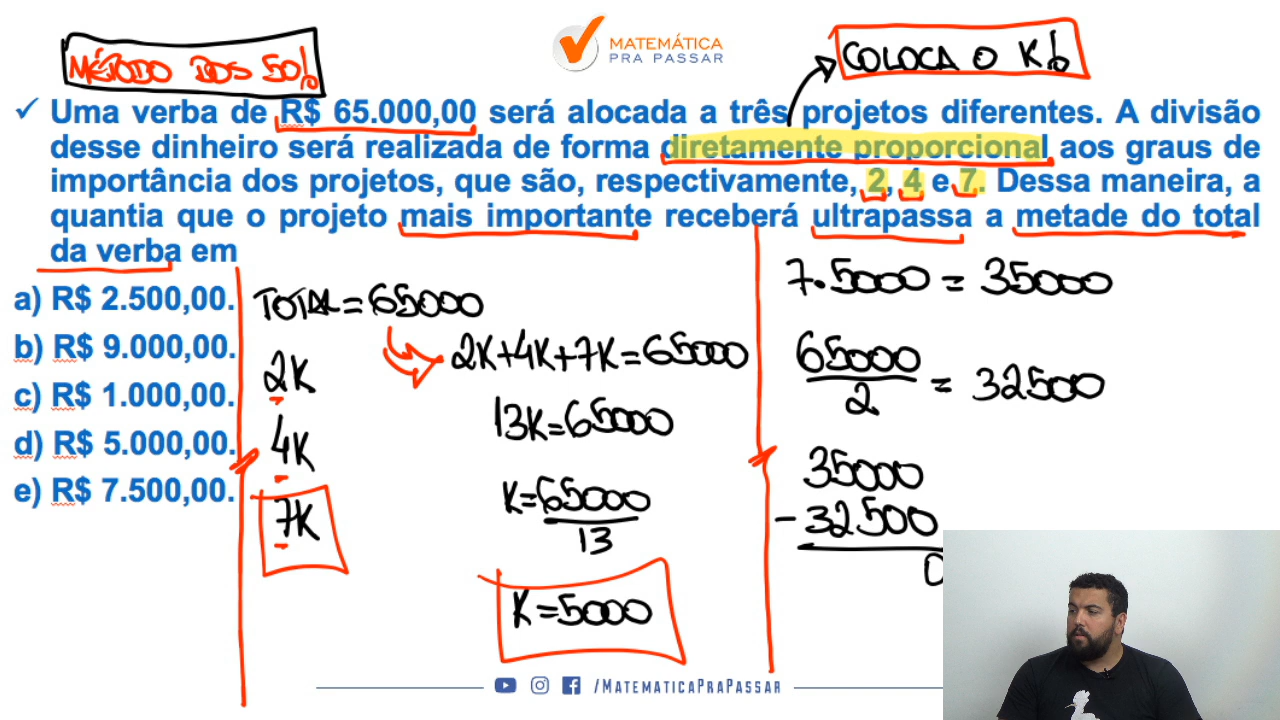 MÉTODO DOS 50!
MATEMÁTICA
PRA PASSAR
COLOCA O K!
✓ Uma verba de R$ 65.000,00 será alocada a três projetos diferentes. A divisão
desse dinheiro será realizada de forma diretamente proporcional aos graus de
importância dos projetos, que são, respectivamente, 2, 4 e 7. Dessa maneira, a
quantia que o projeto mais importante receberá ultrapassa a metade do total
da verba em
a) R$ 2.500,00.
b) R$ 9.000,00.
c) R$ 1.000,00.
d) R$ 5.000,00.
e) R$ 7.500,00.
TOTAL = 65000
2K
4K
7K
2K+4K+7K=65000
13K=65000
K=65000
13
K=5000
7.5000 = 35000
65000
2
= 32500
35000
- 32500
0
/MATEMATICAPRAPASSAR